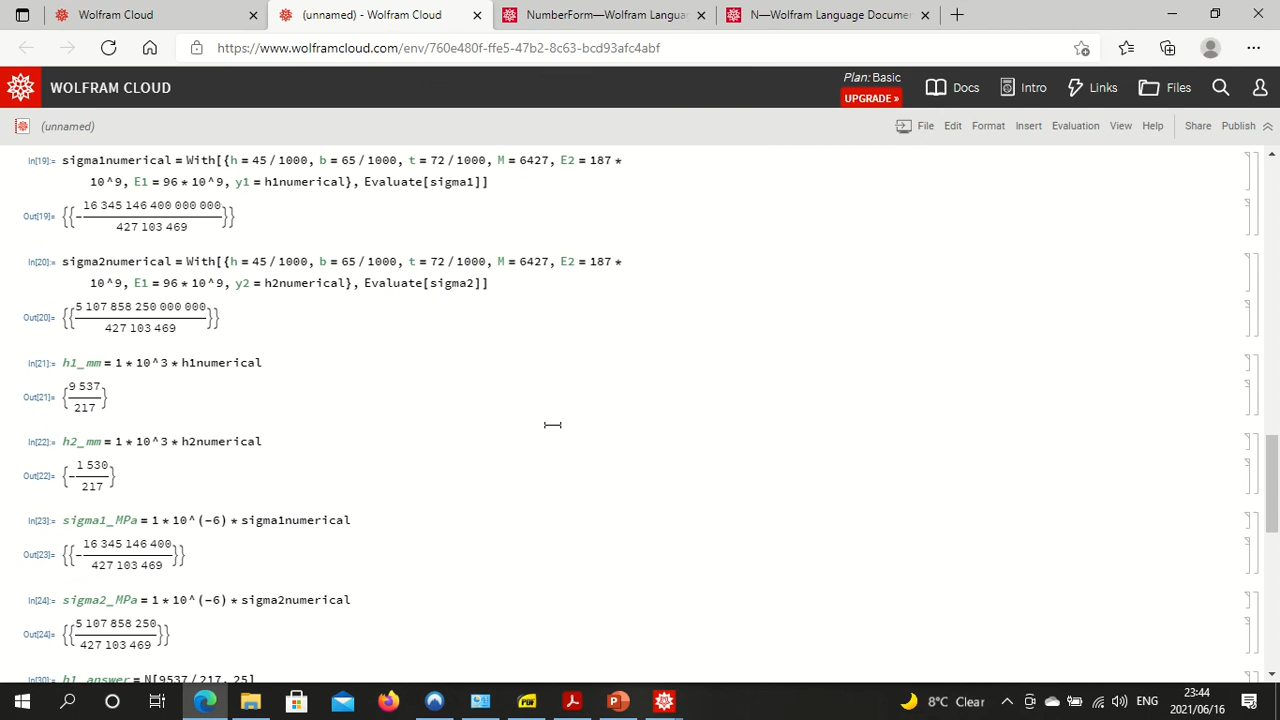 Wolfram Cloud
(unnamed) - Wolfram Cloud
NumberForm—Wolfram Langua
N—Wolfram Language Documen
https://www.wolframcloud.com/env/760e480f-ffe5-47b2-8c63-bcd93afc4abf
WOLFRAM CLOUD
Plan: Basic
UPGRADE »
Docs
Intro
Links
Files
(unnamed)
File Edit Format Insert Evaluation View Help Share Publish
In[19]:= sigma1numerical = With[{h = 45/1000, b = 65/1000, t = 72/1000, M = 6427, E2 = 187*
10^9, E1 = 96*10^9, y1 = h1numerical}, Evaluate[sigma1]]
Out[19]= {{-16 345 146 400 000 000
427 103 469}}
In[20]:= sigma2numerical = With[{h = 45/1000, b = 65/1000, t = 72/1000, M = 6427, E2 = 187*
10^9, E1 = 96*10^9, y2 = h2numerical}, Evaluate[sigma2]]
Out[20]= {{5 107 858 250 000 000
427 103 469}}
In[21]:= h1_mm = 1*10^3*h1numerical
Out[21]= {9 537
217}
In[22]:= h2_mm = 1*10^3*h2numerical
Out[22]= {-1 530
217}
In[23]:= sigma1_MPa = 1*10^(-6)*sigma1numerical
Out[23]= {{-16 345 146 400
427 103 469}}
In[24]:= sigma2_MPa = 1*10^(-6)*sigma2numerical
Out[24]= {{5 107 858 250
427 103 469}}
In[30]:= h1_answer = N[9537/217, 25]
8°C Clear
ENG
23:44
2021/06/16